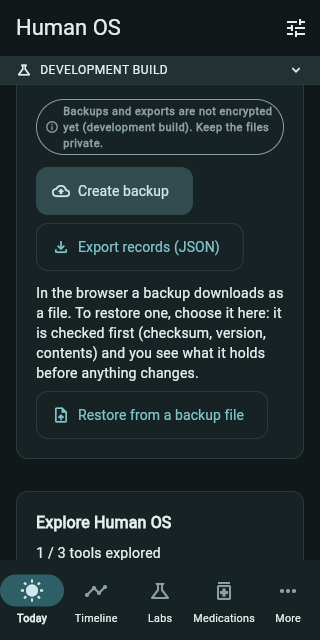 Human OS
DEVELOPMENT BUILD
Backups and exports are not encrypted
yet (development build). Keep the files
private.
Create backup
Export records (JSON)
In the browser a backup downloads as
a file. To restore one, choose it here: it
is checked first (checksum, version,
contents) and you see what it holds
before anything changes.
Restore from a backup file
Explore Human OS
1 / 3 tools explored
Today
Timeline
Labs
Medications
More